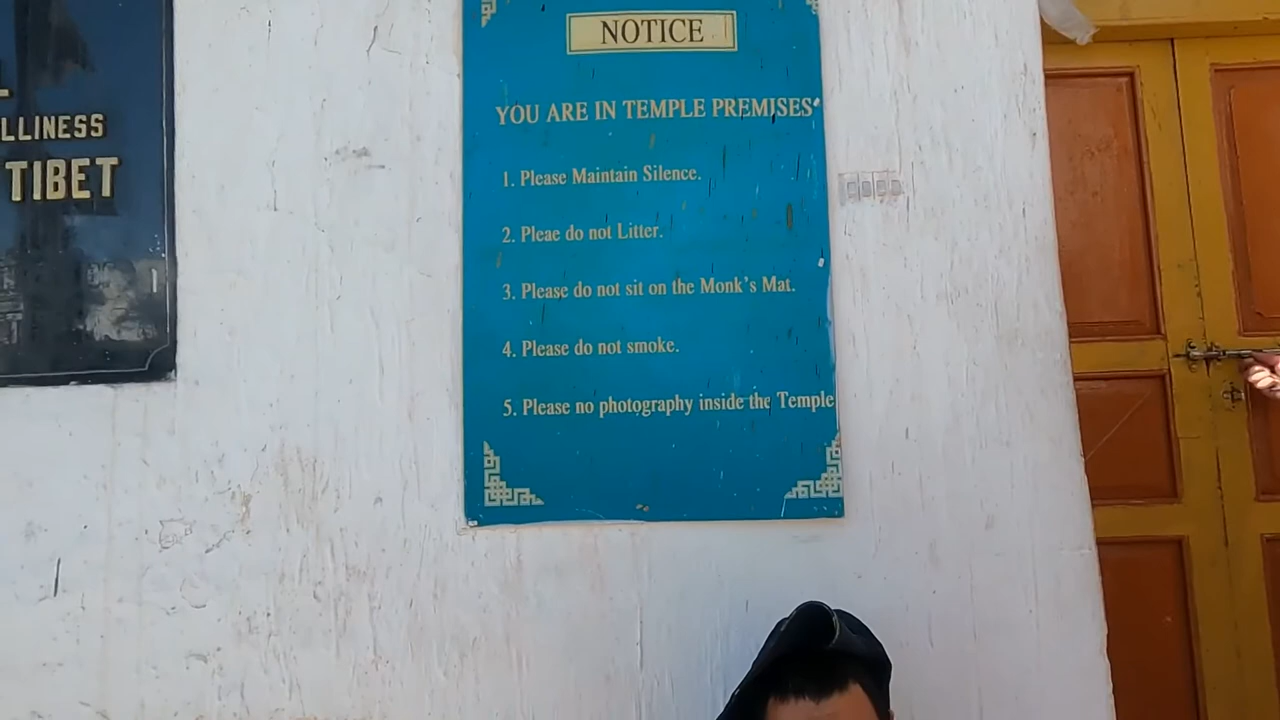 LLINESS
TIBET
NOTICE
YOU ARE IN TEMPLE PREMISES
1. Please Maintain Silence.
2. Pleae do not Litter.
3. Please do not sit on the Monk's Mat.
4. Please do not smoke.
5. Please no photography inside the Temple